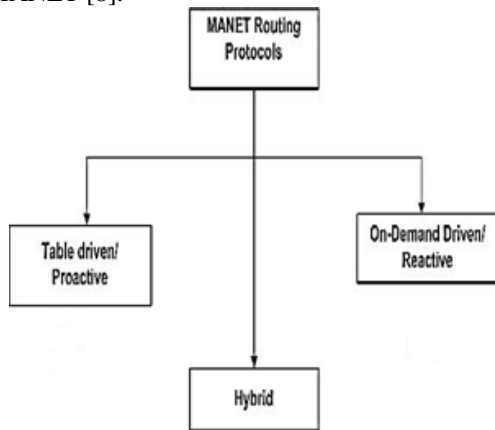 MANET Routing
Protocols
Table driven/
Proactive
On-Demand Driven/
Reactive
Hybrid